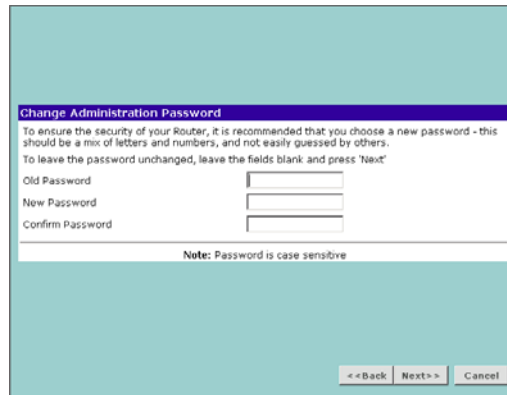 Change Administration Password
To ensure the security of your Router, it is recommended that you choose a new password - this
should be a mix of letters and numbers, and not easily guessed by others.
To leave the password unchanged, leave the fields blank and press 'Next'
Old Password
New Password
Confirm Password
Note: Password is case sensitive
<<Back Next>> Cancel